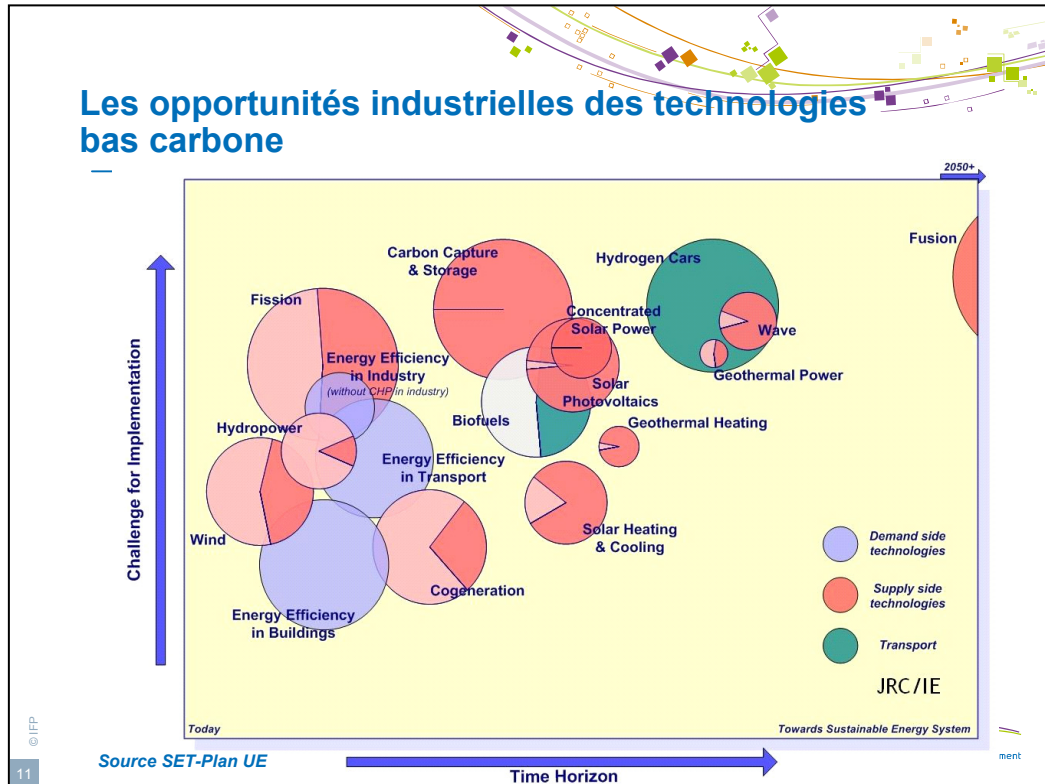 Les opportunités industrielles des technologies
bas carbone
2050+
Fusion
Carbon Capture
& Storage
Hydrogen Cars
Fission
Concentrated
Solar Power
Wave
Energy Efficiency
in Industry
(without CHP in industry)
Geothermal Power
Solar
Photovoltaics
Biofuels
Geothermal Heating
Hydropower
Energy Efficiency
in Transport
Wind
Solar Heating
& Cooling
Cogeneration
Energy Efficiency
in Buildings
Demand side
technologies
Supply side
technologies
Transport
JRC/IE
Challenge for Implementation
Today
Towards Sustainable Energy System
© IFP
11
Source SET-Plan UE
Time Horizon
ment